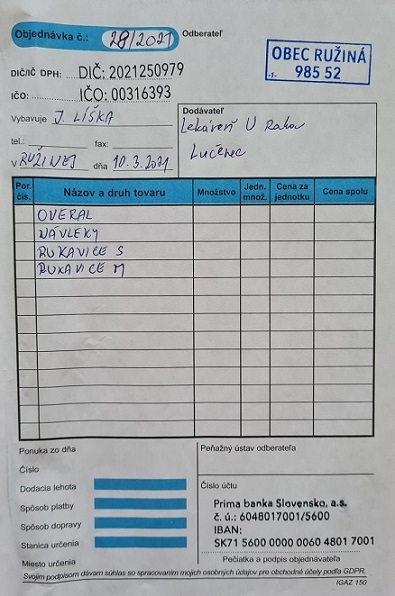 Objednávka č.: 28/2021
Odberateľ
OBEC RUŽINÁ
-1- 985 52
DIČ/IČ DPH: DIČ: 2021250979
IČO: IČO: 00316393
Vybavuje J. LÍŠKA
Dodávateľ
Lekáreň U
Lučenec
tel.: fax:
v RUŽINEJ dňa 10.3.2021
Por. čís. Názov a druh tovaru Množstvo Jedn. množ. Cena za jednotku Cena spolu
OVERAL
NÁVLEKY
RUKAVICE S
RUKAVICE M
Ponuka zo dňa
Peňažný ústav odberateľa
Číslo
Dodacia lehota
Číslo účtu
Spôsob platby
Prima banka Slovensko, a.s.
č. ú.: 6048017001/5600
Spôsob dopravy
IBAN:
Stanica určenia
SK71 5600 0000 0060 4801 7001
Miesto určenia
Pečiatka a podpis objednávateľa
Svojim podpisom dávam súhlas so spracovaním mojich osobných údajov pre obchodné účely podľa GDPR.
IGAZ 150